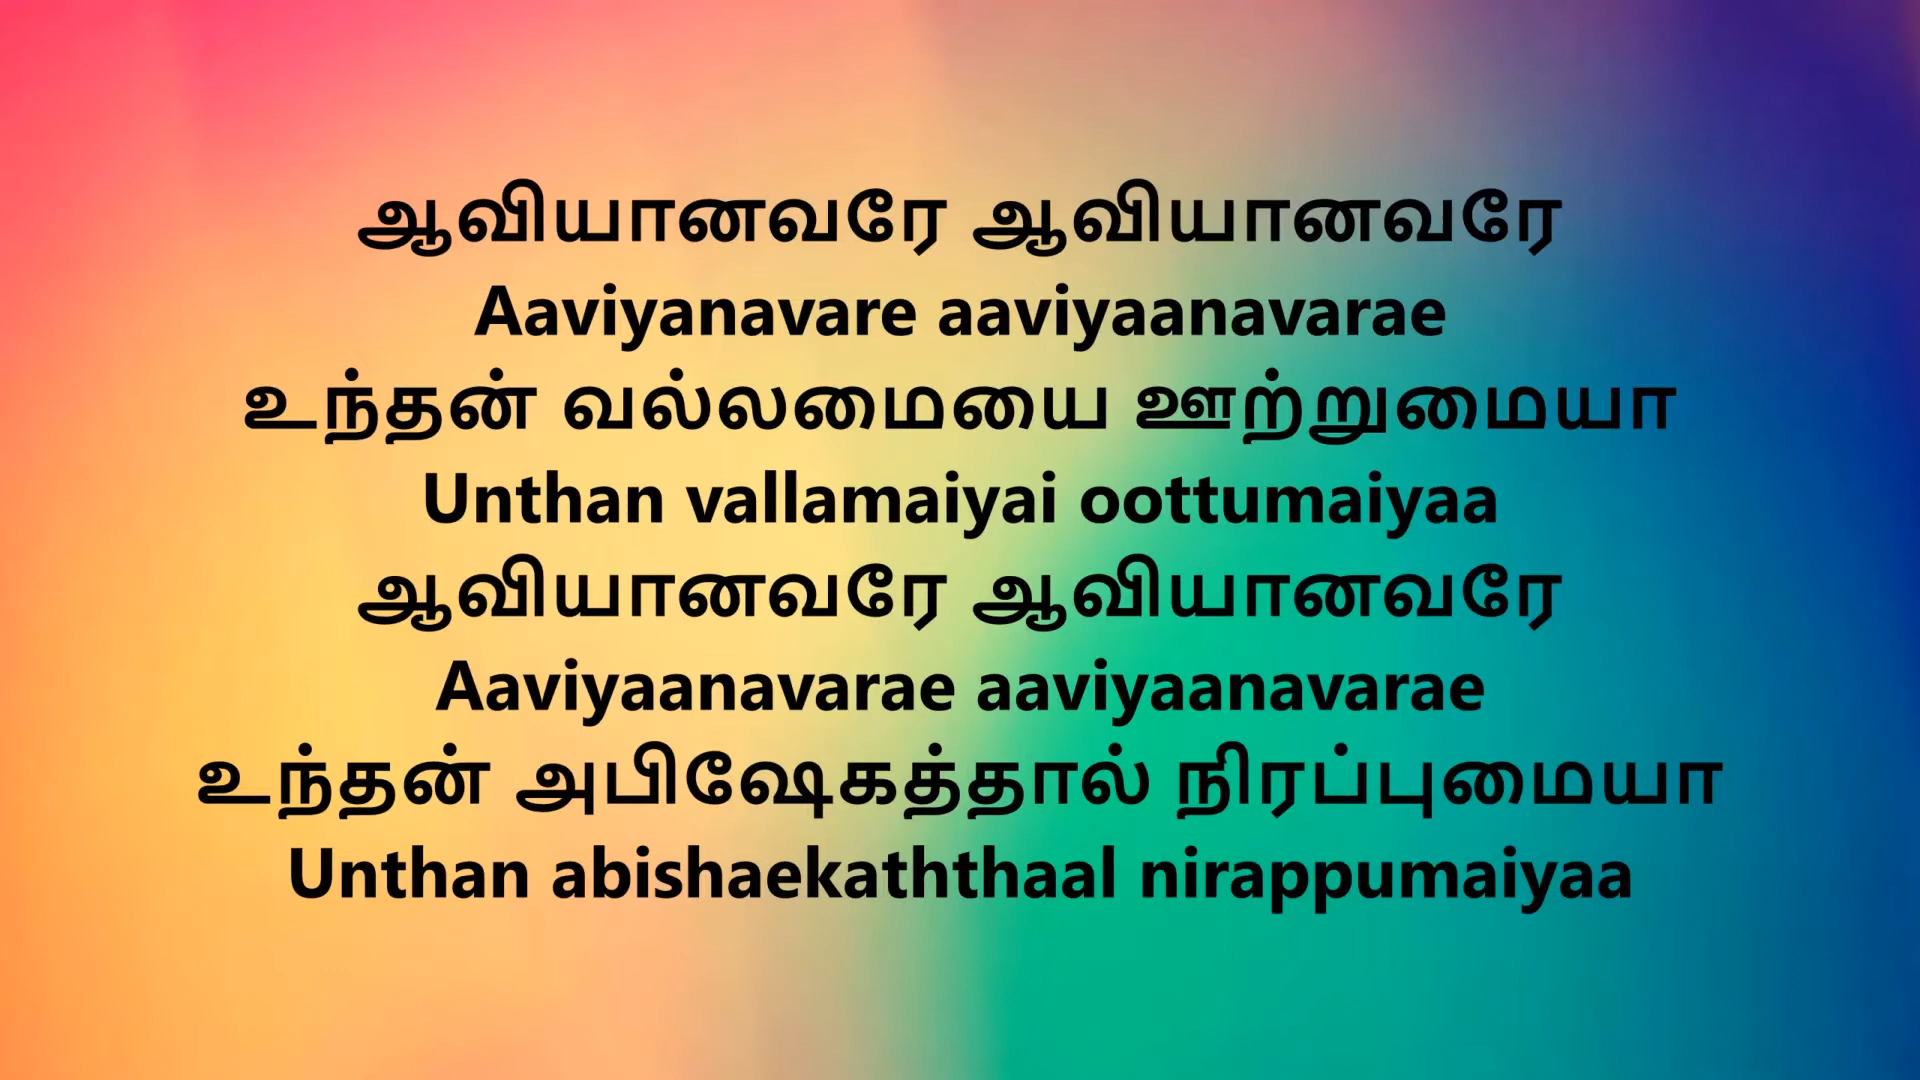 ஆவியானவரே ஆவியானவரே
Aaviyanavare aaviyaanavarae
உந்தன் வல்லமையை ஊற்றுமையா
Unthan vallamaiyai oottumaiyaa
ஆவியானவரே ஆவியானவரே
Aaviyaanavarae aaviyaanavarae
உந்தன் அபிஷேகத்தால் நிரப்புமையா
Unthan abishaekaththaal nirappumaiyaa